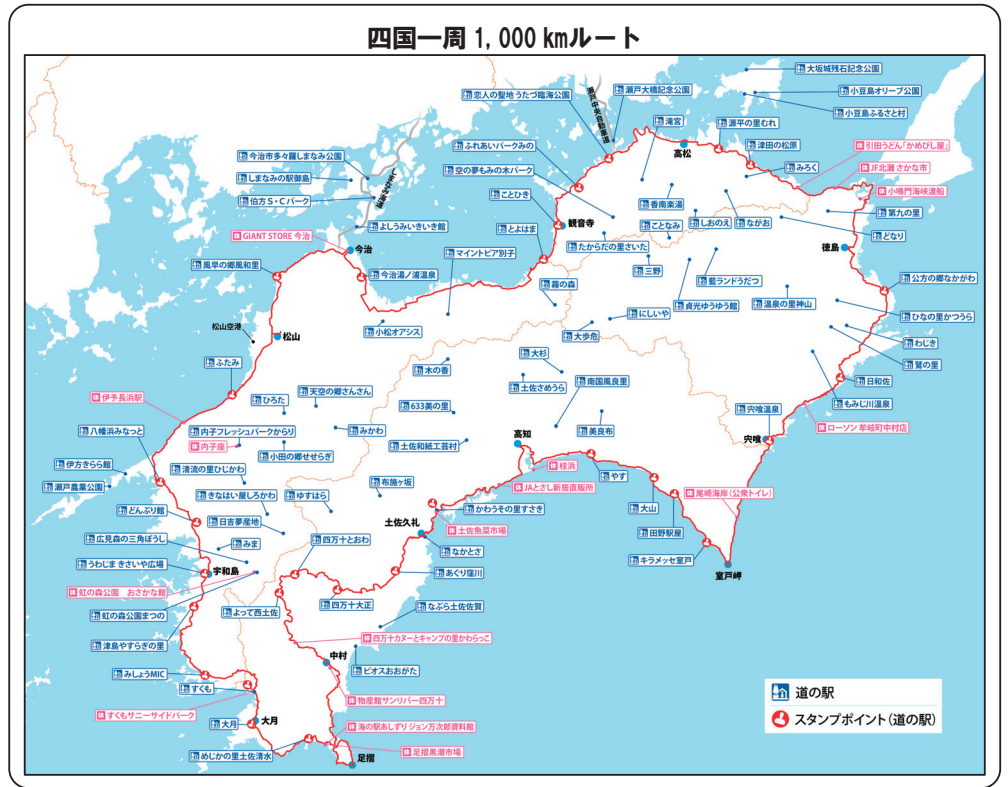 四国一周 1,000 kmルート
大坂城残石記念公園
小豆島オリーブ公園
小豆島ふるさと村
恋人の聖地 うたづ臨海公園
瀬戸大橋記念公園
瀬戸中央自動車道
滝宮
高松
源平の里むれ
津田の松原
引田うどん「かめびし屋」
ふれあいパークみの
みろく
JF北灘 さかな市
今治市多々羅しまなみ公園
空の夢もみの木パーク
小鳴門海峡渡船
しまなみの駅御島
しまなみ海道
伯方S・Cパーク
ことひき
香南楽湯
第九の里
よしうみいきいき館
観音寺
ことなみ
しおのえ
ながお
どなり
GIANT STORE 今治
とよはま
たからだの里さいた
徳島
今治
マイントピア別子
三野
藍ランドうだつ
風早の郷風和里
今治湯ノ浦温泉
霧の森
貞光ゆうゆう館
温泉の里神山
公方の郷なかがわ
にしいや
ひなの里かつうら
小松オアシス
大歩危
わじき
松山空港
松山
鷲の里
大杉
日和佐
ふたみ
木の香
土佐さめうら
南国風良里
もみじ川温泉
伊予長浜駅
天空の郷さんさん
ひろた
633美の里
宍喰温泉
ローソン 牟岐町中村店
八幡浜みなっと
みかわ
美良布
内子フレッシュパークからり
高知
宍喰
内子座
小田の郷せせらぎ
土佐和紙工芸村
伊方きらら館
清流の里ひじかわ
桂浜
瀬戸農業公園
布施ヶ坂
JAとさし新居直販所
やす
きなはい屋しろかわ
ゆすはら
大山
尾崎海岸(公衆トイレ)
どんぶり館
かわうその里すさき
日吉夢産地
土佐久礼
土佐魚菜市場
田野駅屋
広見森の三角ぼうし
みま
四万十とおわ
なかとさ
キラメッセ室戸
うわじま きさいや広場
宇和島
あぐり窪川
室戸岬
虹の森公園 おさかな館
虹の森公園まつの
よって西土佐
四万十大正
なぶら土佐佐賀
津島やすらぎの里
四万十カヌーとキャンプの里かわらっこ
中村
ビオスおおがた
みしょうMIC
すくも
物産館サンリバー四万十
道の駅
すくもサニーサイドパーク
大月
大月
海の駅あしずり ジョン万次郎資料館
スタンプポイント(道の駅)
めじかの里土佐清水
足摺
足摺黒潮市場